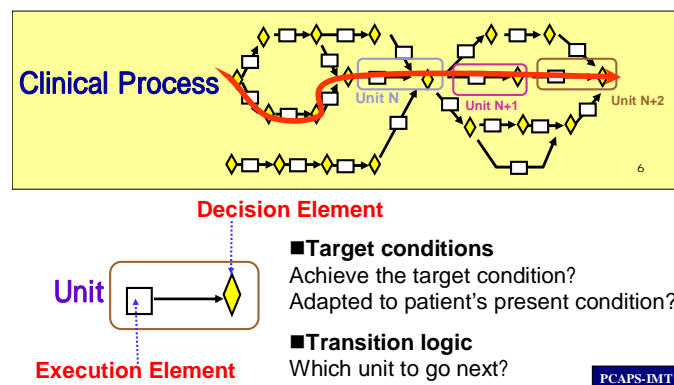 Clinical Process
Unit N
Unit N+1
Unit N+2
6
Decision Element
■Target conditions
Achieve the target condition?
Adapted to patient's present condition?
Unit
■Transition logic
Which unit to go next?
Execution Element
PCAPS-IMT